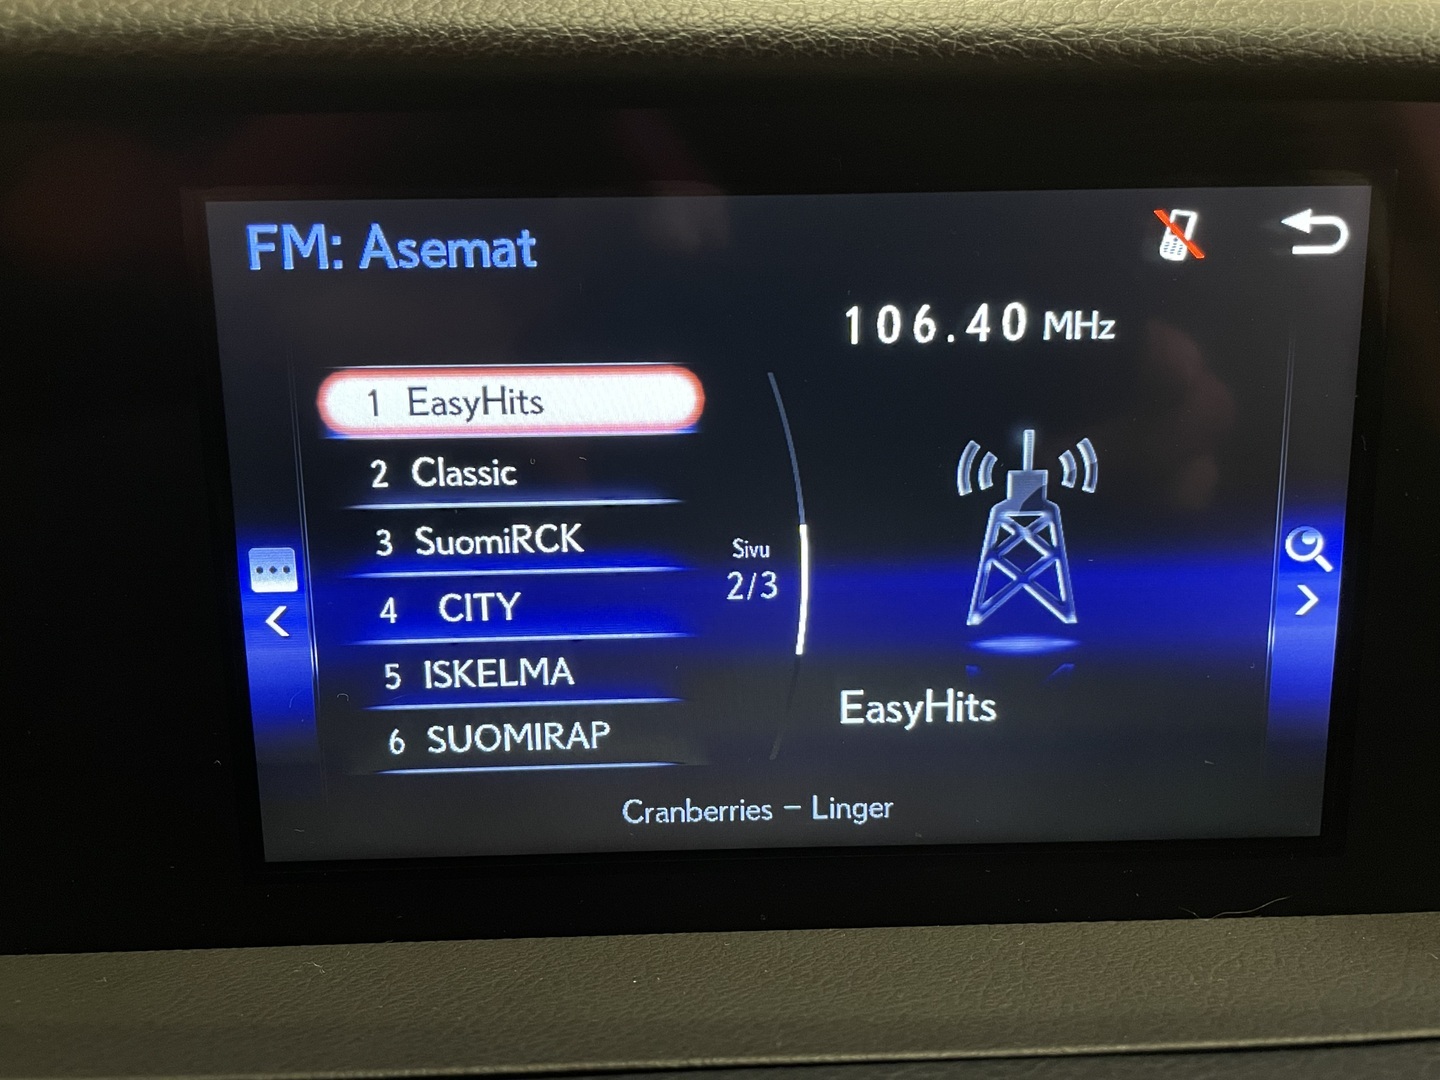 FM: Asemat
106.40 MHz
1 EasyHits
2 Classic
3 SuomiRCK
4 CITY
5 ISKELMA
6 SUOMIRAP
Sivu
2/3
EasyHits
Cranberries – Linger